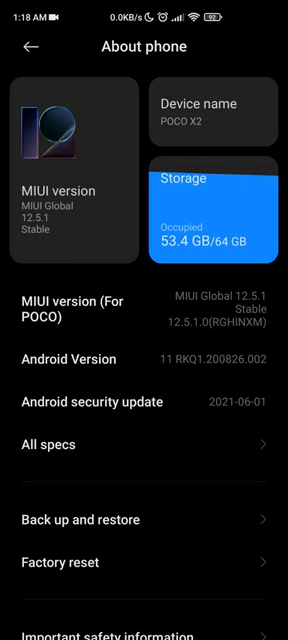 1:18 AM
0.0KB/s
92
About phone
MIUI version
MIUI Global
12.5.1
Stable
Device name
POCO X2
Storage
Occupied
53.4 GB/64 GB
MIUI version (For
POCO)
MIUI Global 12.5.1
Stable
12.5.1.0(RGHINXM)
Android Version
11 RKQ1.200826.002
Android security update
2021-06-01
All specs
Back up and restore
Factory reset
Important safety information